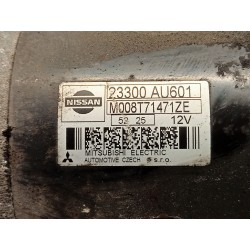 NISSAN
23300 AU601
M008T71471ZE
52 25 12V
MITSUBISHI ELECTRIC
AUTOMOTIVE CZECH s.r.o.